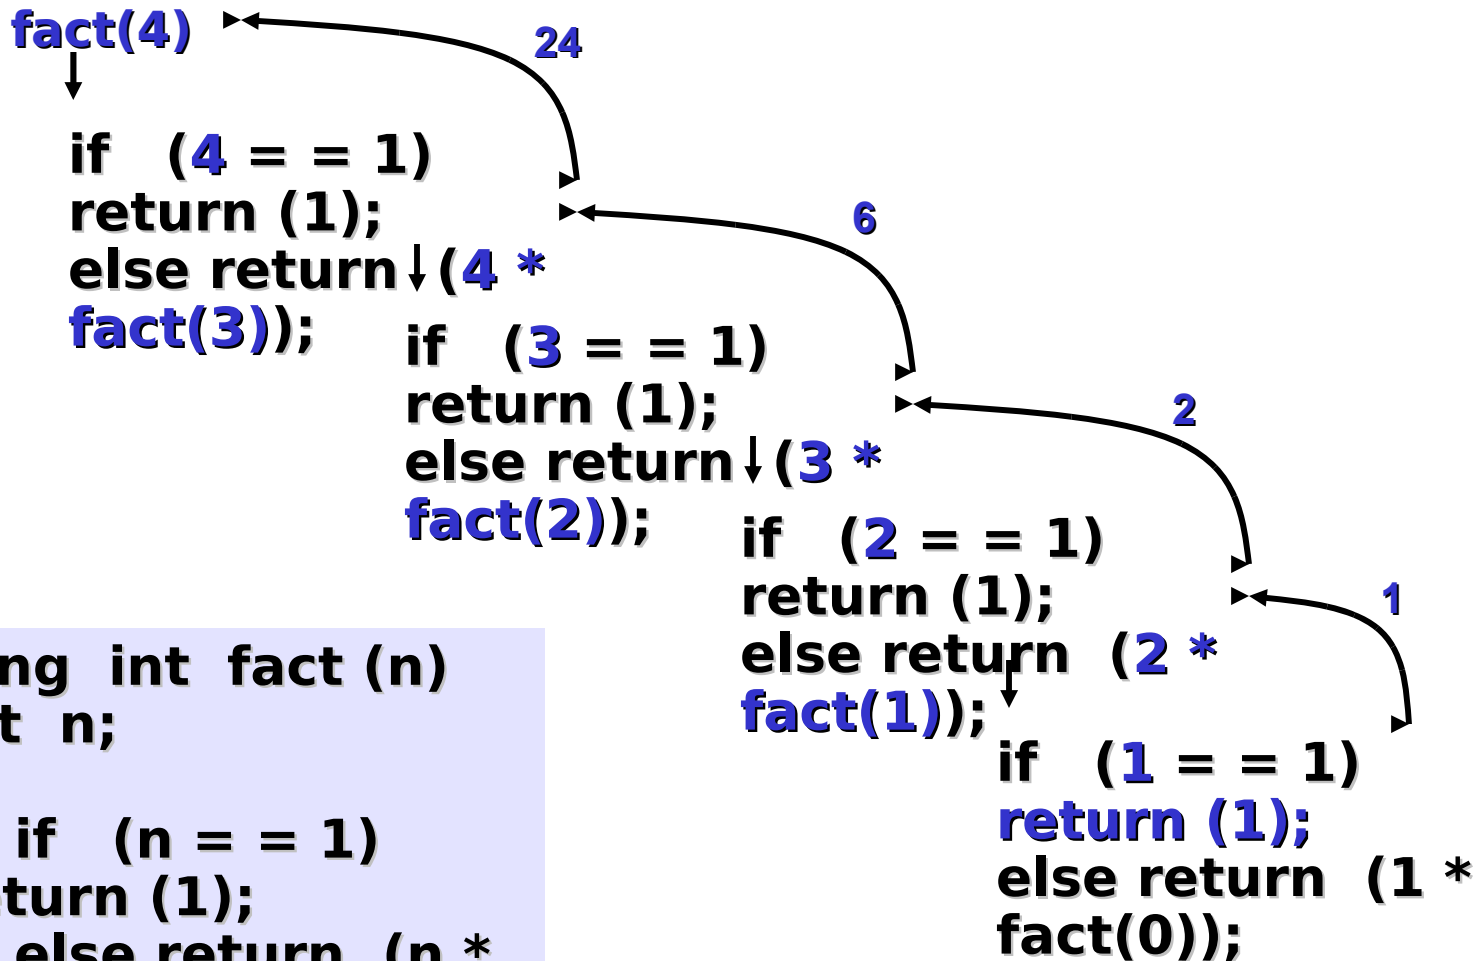 fact(4)
24
if (4 = = 1)
return (1);
else return (4 *
fact(3));
6
if (3 = = 1)
return (1);
else return (3 *
fact(2));
2
if (2 = = 1)
return (1);
else return (2 *
fact(1));
1
if (1 = = 1)
return (1);
else return (1 *
fact(0));
ng int fact (n)
t n;
if (n = = 1)
turn (1);
else return (n *